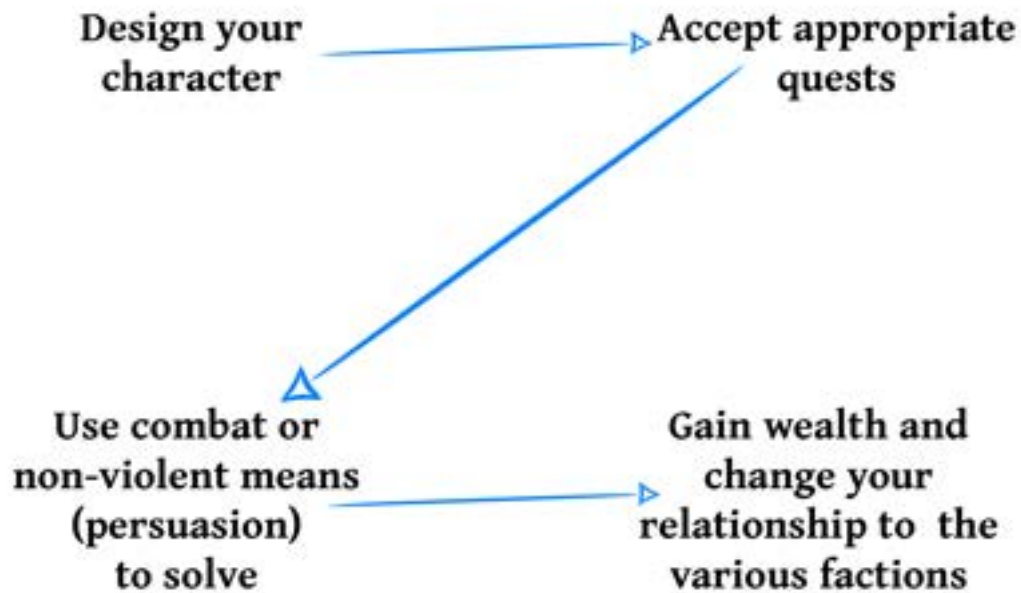 Design your
character
Accept appropriate
quests
Use combat or
non-violent means
(persuasion)
to solve
Gain wealth and
change your
relationship to the
various factions